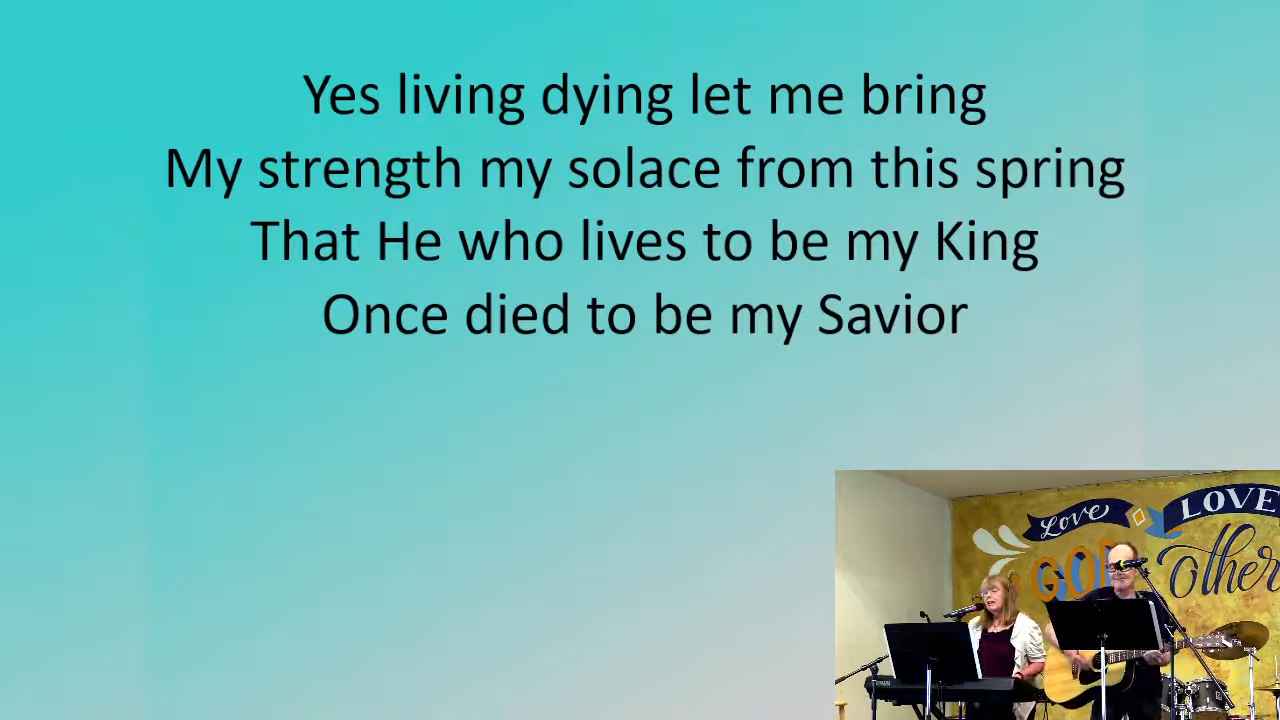 Yes living dying let me bring
My strength my solace from this spring
That He who lives to be my King
Once died to be my Savior
Love LOVE
GOD Other